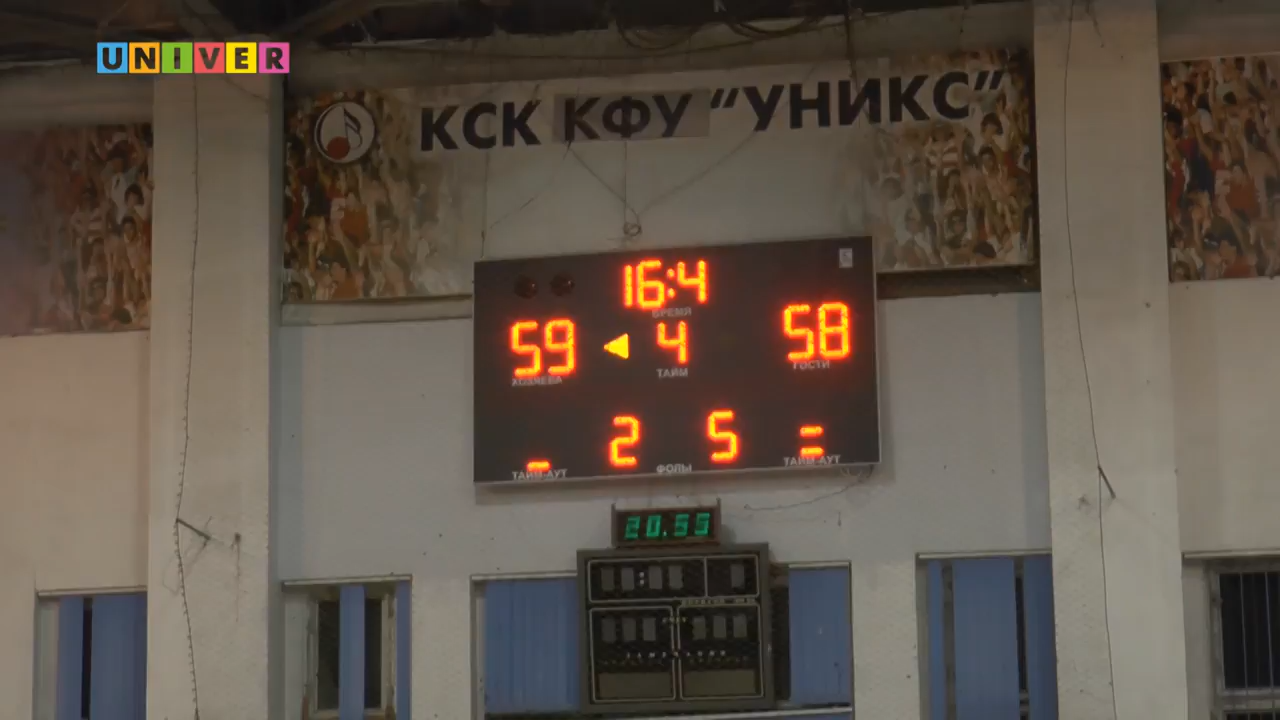 UNIVER
КСК КФУ “УНИКС”
16:4
ВРЕМЯ
59 4 58
ХОЗЯЕВА ТАЙМ ГОСТИ
2 5
ТАЙМ-АУТ ФОЛЫ ТАЙМ-АУТ
20.55